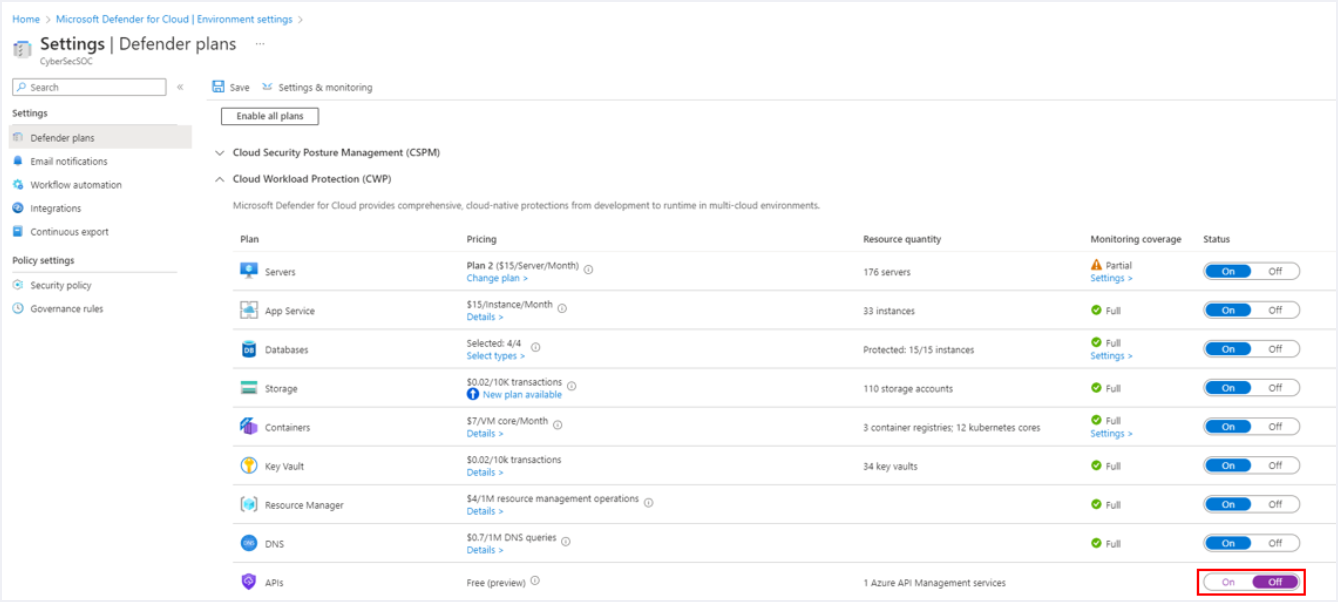 Home > Microsoft Defender for Cloud | Environment settings >
Settings | Defender plans ...
CyberSecSOC
Search «
Save Settings & monitoring
Enable all plans
Settings
Defender plans
Email notifications
Workflow automation
Integrations
Continuous export
Policy settings
Security policy
Governance rules
Cloud Security Posture Management (CSPM)
Cloud Workload Protection (CWP)
Microsoft Defender for Cloud provides comprehensive, cloud-native protections from development to runtime in multi-cloud environments.
Plan Pricing Resource quantity Monitoring coverage Status
Servers Plan 2 ($15/Server/Month) 176 servers Partial On Off
Change plan > Settings >
App Service $15/Instance/Month 33 instances Full On Off
Details >
DB Databases Selected: 4/4 Protected: 15/15 instances Full On Off
Select types > Settings >
Storage $0.02/10K transactions 110 storage accounts Full On Off
New plan available
Containers $7/VM core/Month 3 container registries; 12 kubernetes cores Full On Off
Details > Settings >
Key Vault $0.02/10k transactions 34 key vaults Full On Off
Details >
Resource Manager $4/1M resource management operations Full On Off
Details >
DNS DNS $0.7/1M DNS queries Full On Off
Details >
APIs Free (preview) 1 Azure API Management services On Off